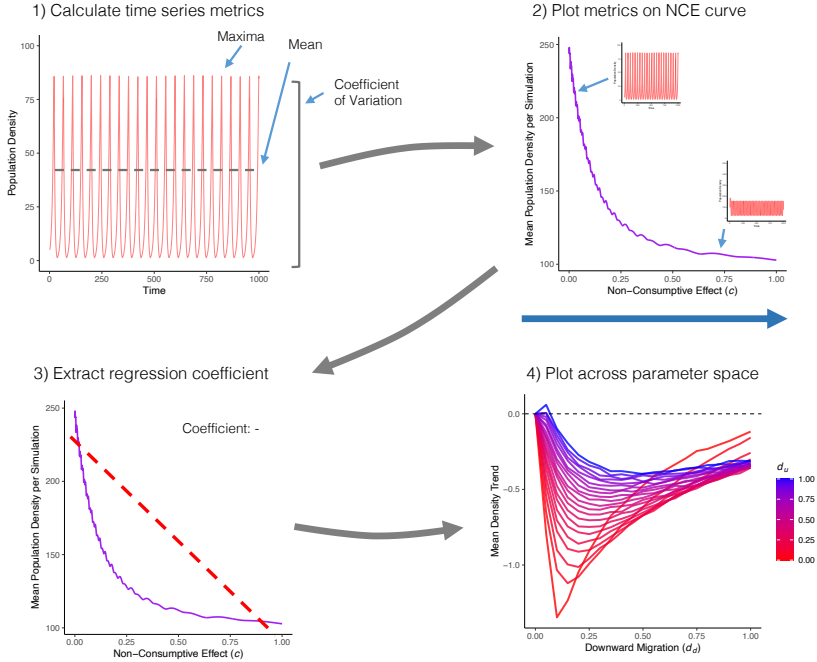 1) Calculate time series metrics
Maxima
Mean
Coefficient
of Variation
Population Density
100
75
50
25
0
0
250
500
750
1000
Time
2) Plot metrics on NCE curve
Mean Population Density per Simulation
250
200
150
100
0.00
0.25
0.50
0.75
1.00
Non−Consumptive Effect (c)
3) Extract regression coefficient
Coefficient: -
Mean Population Density per Simulation
250
200
150
100
0.00
0.25
0.50
0.75
1.00
Non−Consumptive Effect (c)
4) Plot across parameter space
Mean Density Trend
0.0
−0.5
−1.0
0.00
0.25
0.50
0.75
1.00
Downward Migration (d_d)
d_u
1.00
0.75
0.50
0.25
0.00